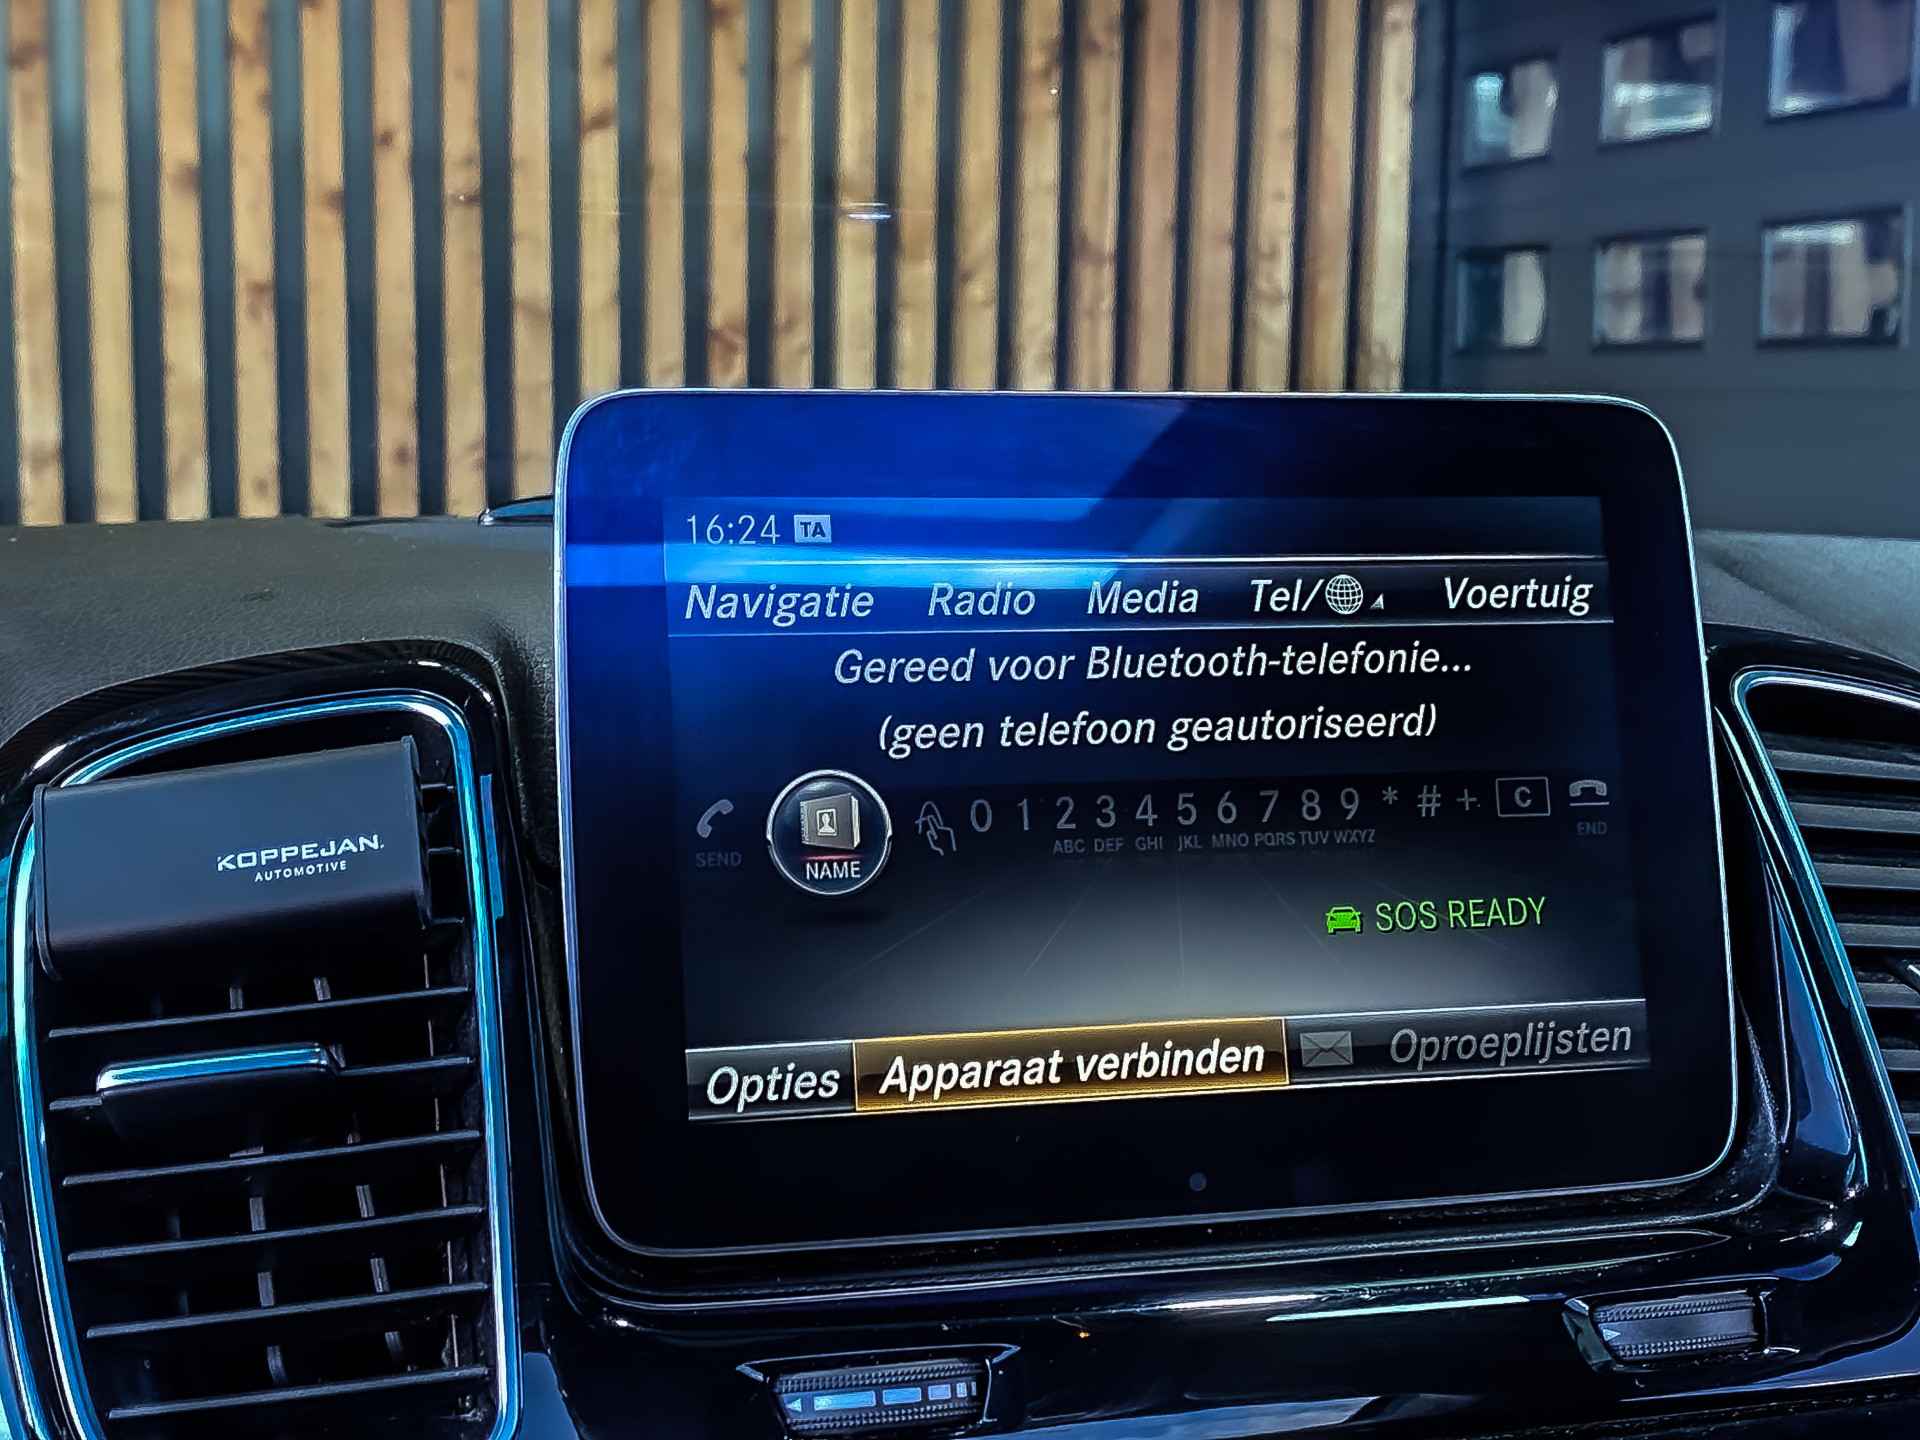 16:24 TA
Navigatie Radio Media Tel/ Voertuig
Gereed voor Bluetooth-telefonie...
(geen telefoon geautoriseerd)
SEND NAME 0 1 2 3 4 5 6 7 8 9 * # + C END
ABC DEF GHI JKL MNO PQRS TUV WXYZ
SOS READY
Opties Apparaat verbinden Oproeplijsten
KOPPEJAN.
AUTOMOTIVE